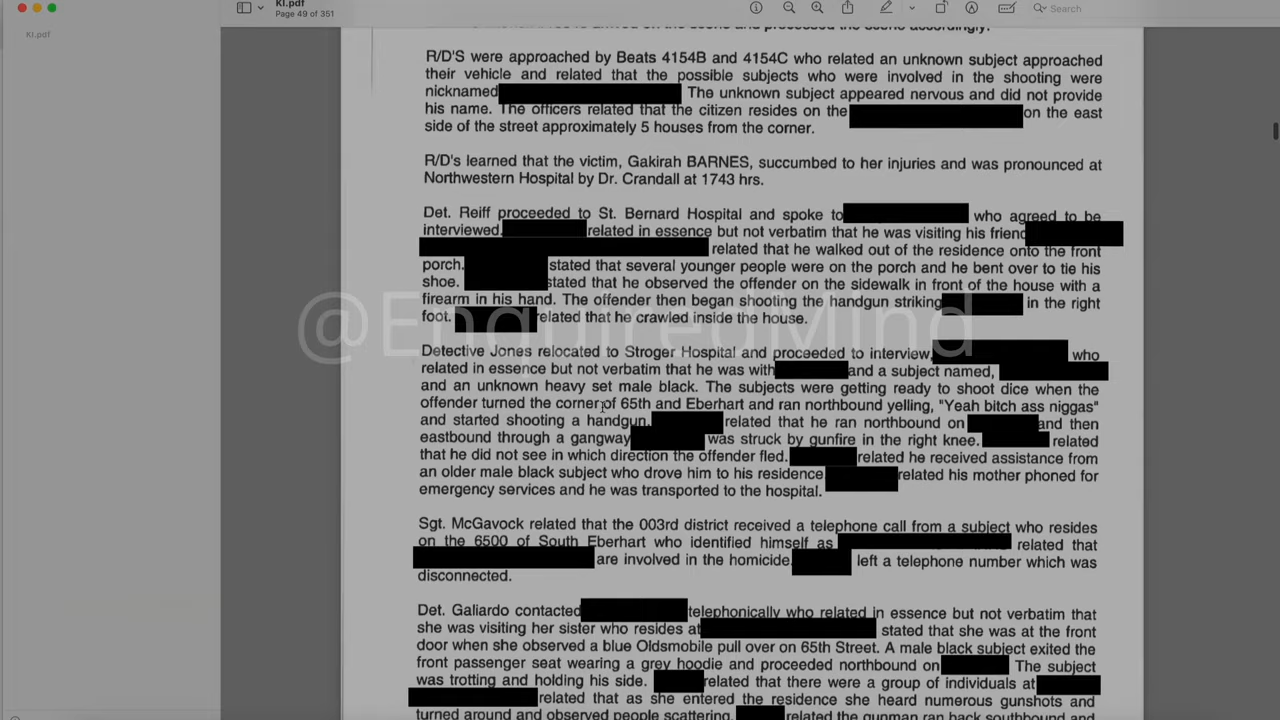 KI.pdf
Page 49 of 351
Search
KI.pdf
R/D'S were approached by Beats 4154B and 4154C who related an unknown subject approached
their vehicle and related that the possible subjects who were involved in the shooting were
nicknamed The unknown subject appeared nervous and did not provide
his name. The officers related that the citizen resides on the on the east
side of the street approximately 5 houses from the corner.
R/D's learned that the victim, Gakirah BARNES, succumbed to her injuries and was pronounced at
Northwestern Hospital by Dr. Crandall at 1743 hrs.
Det. Reiff proceeded to St. Bernard Hospital and spoke to who agreed to be
interviewed. related in essence but not verbatim that he was visiting his friend
related that he walked out of the residence onto the front
porch. stated that several younger people were on the porch and he bent over to tie his
shoe. stated that he observed the offender on the sidewalk in front of the house with a
firearm in his hand. The offender then began shooting the handgun striking in the right
foot. related that he crawled inside the house.
@EnquiredMind
Detective Jones relocated to Stroger Hospital and proceeded to interview, who
related in essence but not verbatim that he was with and a subject named,
and an unknown heavy set male black. The subjects were getting ready to shoot dice when the
offender turned the corner of 65th and Eberhart and ran northbound yelling, "Yeah bitch ass niggas"
and started shooting a handgun. related that he ran northbound on and then
eastbound through a gangway was struck by gunfire in the right knee. related
that he did not see in which direction the offender fled. related he received assistance from
an older male black subject who drove him to his residence related his mother phoned for
emergency services and he was transported to the hospital.
Sgt. McGavock related that the 003rd district received a telephone call from a subject who resides
on the 6500 of South Eberhart who identified himself as related that
are involved in the homicide. left a telephone number which was
disconnected.
Det. Galiardo contacted telephonically who related in essence but not verbatim that
she was visiting her sister who resides at stated that she was at the front
door when she observed a blue Oldsmobile pull over on 65th Street. A male black subject exited the
front passenger seat wearing a grey hoodie and proceeded northbound on The subject
was trotting and holding his side. related that there were a group of individuals at
related that as she entered the residence she heard numerous gunshots and
turned around and observed people scattering. related the gunman ran back southbound and